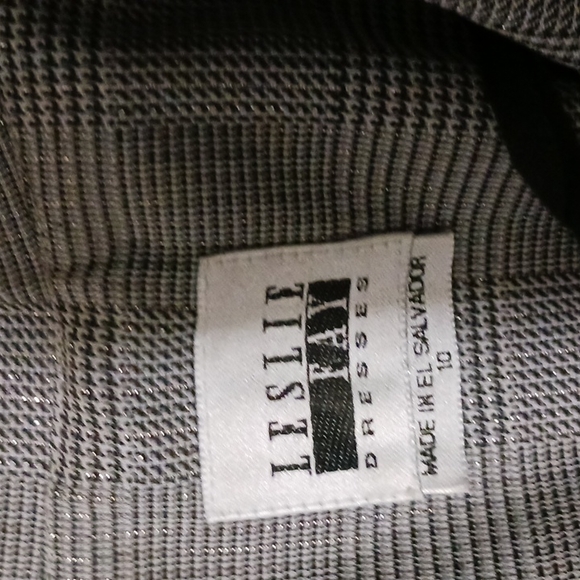 LESLIE
FAY
DRESSES
MADE IN EL SALVADOR
10